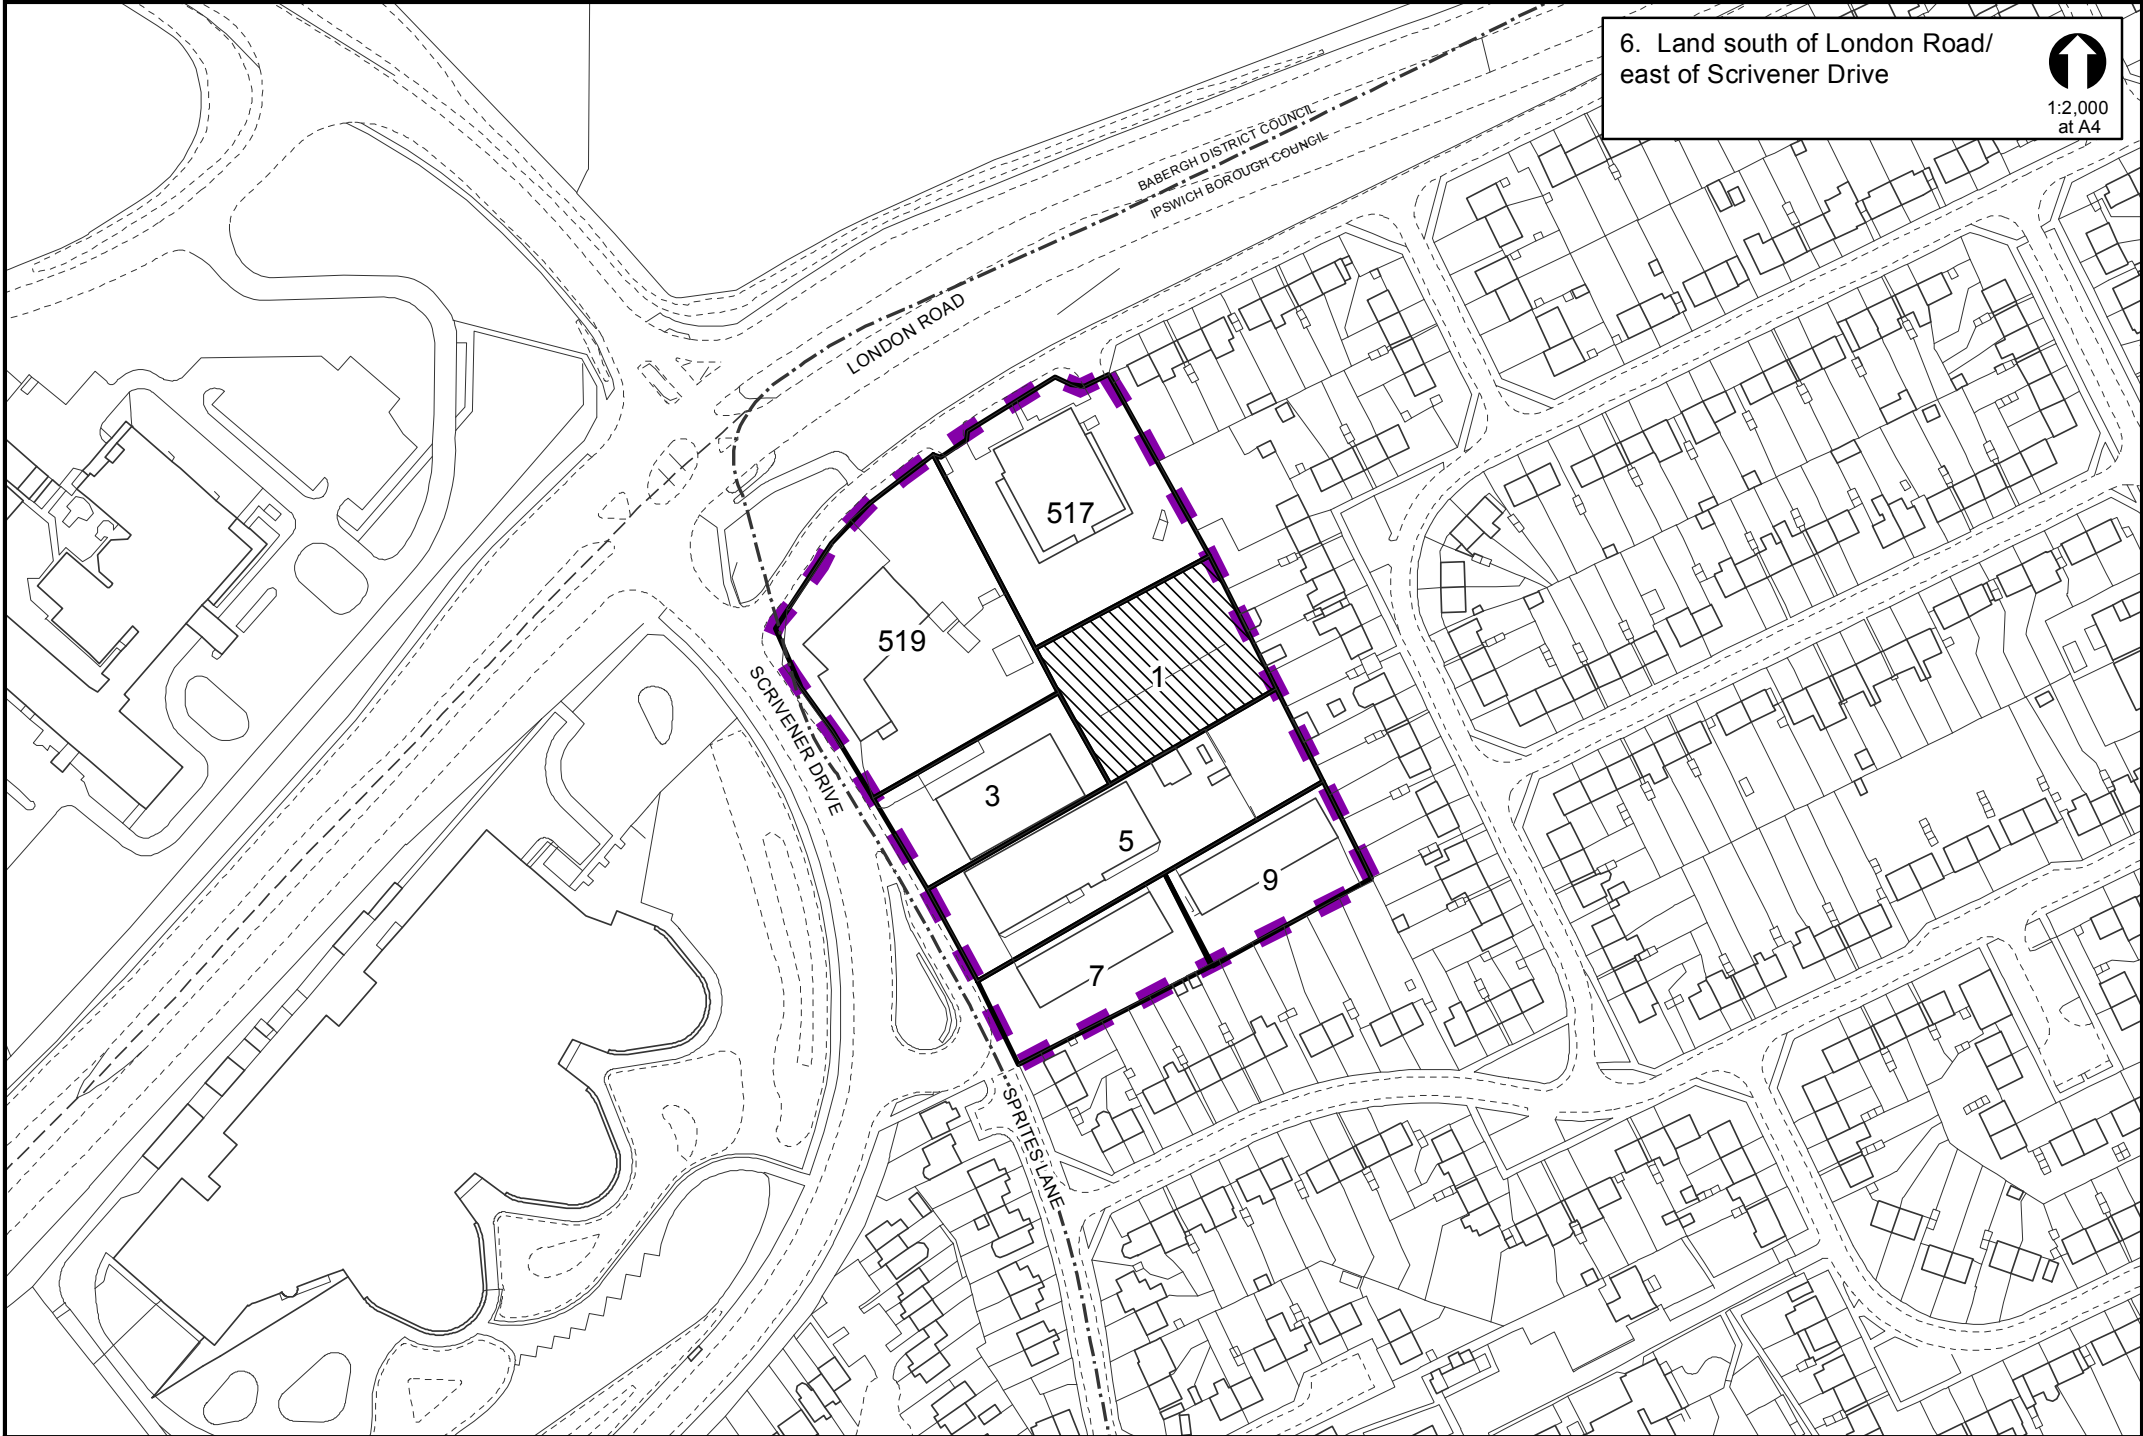 6. Land south of London Road/
east of Scrivener Drive
1:2,000
at A4
BABERGH DISTRICT COUNCIL
IPSWICH BOROUGH COUNCIL
LONDON ROAD
517
519
1
SCRIVENER DRIVE
3
5
9
7
SPRITES LANE